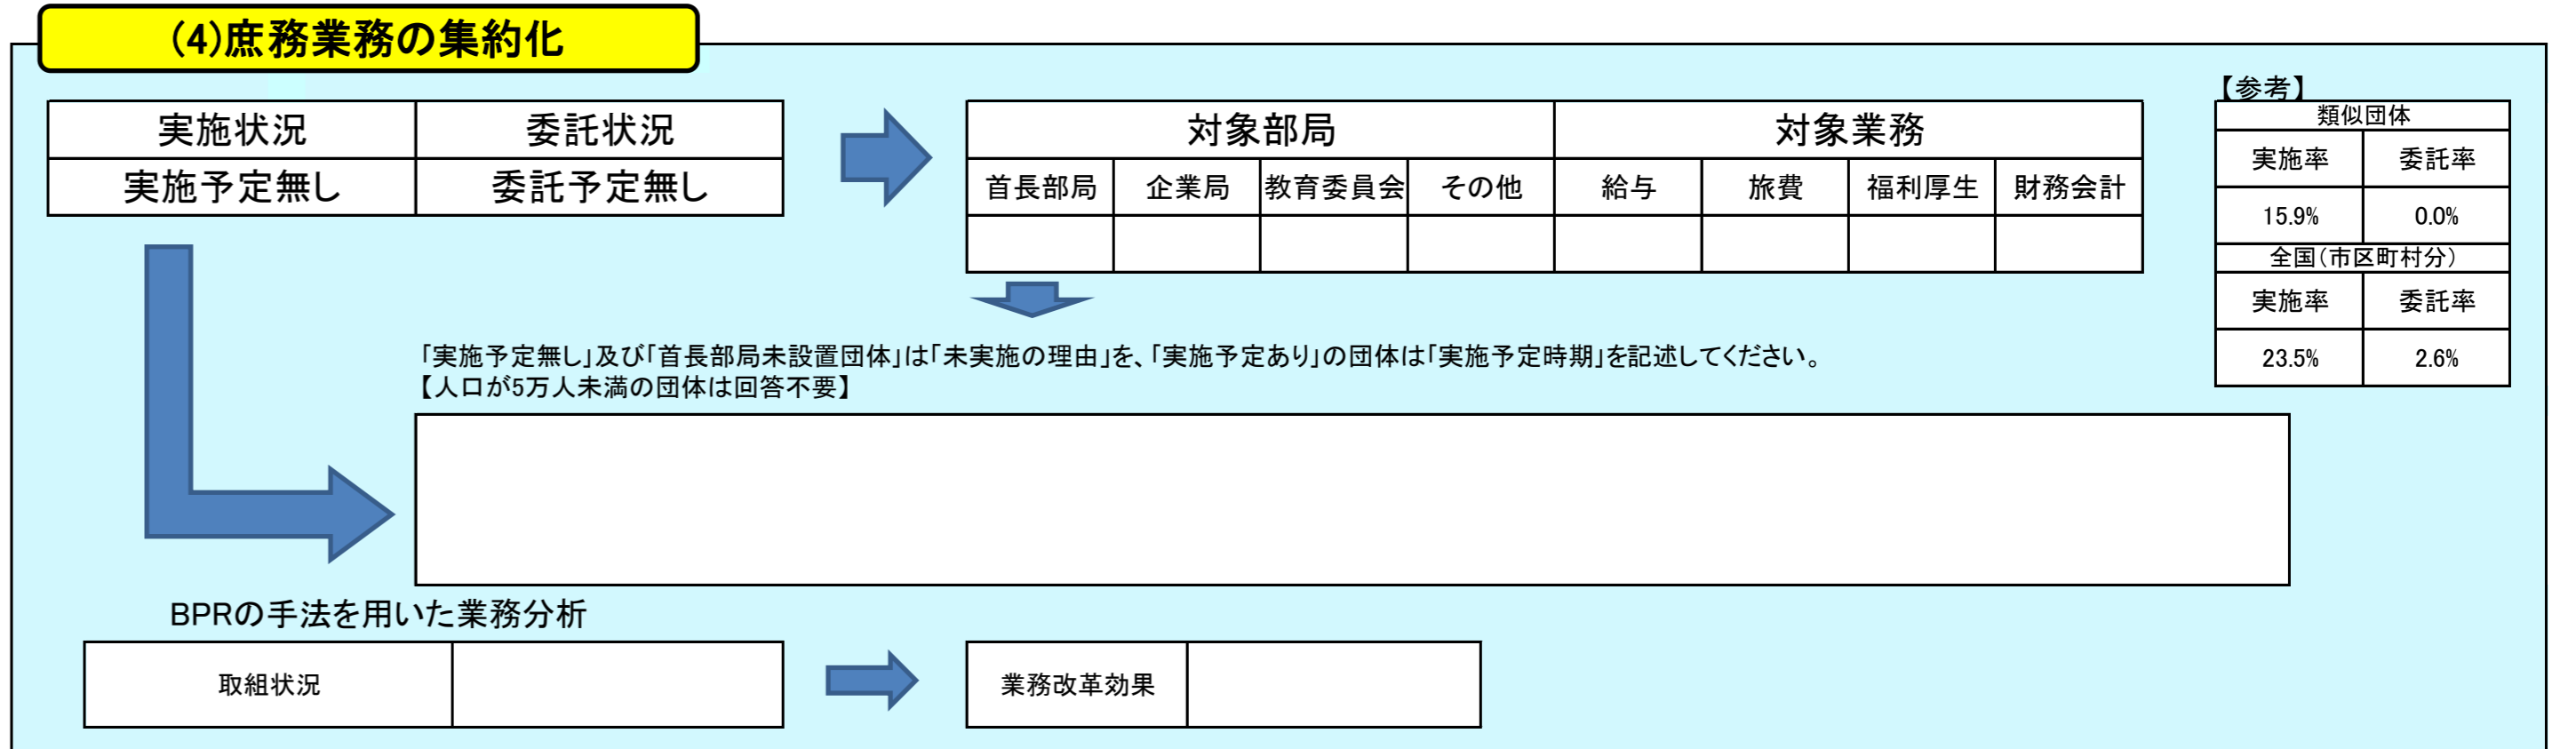 (4)庶務業務の集約化
実施状況 委託状況
実施予定無し 委託予定無し
対象部局 対象業務
首長部局 企業局 教育委員会 その他 給与 旅費 福利厚生 財務会計
【参考】
類似団体
実施率 委託率
15.9% 0.0%
全国(市区町村分)
実施率 委託率
23.5% 2.6%
「実施予定無し」及び「首長部局未設置団体」は「未実施の理由」を、「実施予定あり」の団体は「実施予定時期」を記述してください。
【人口が5万人未満の団体は回答不要】
BPRの手法を用いた業務分析
取組状況
業務改革効果